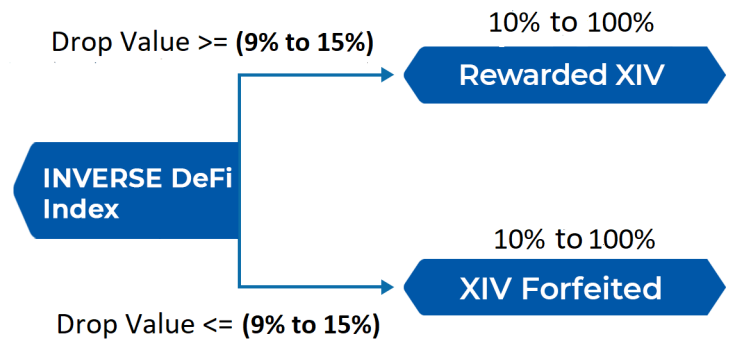 10% to 100%
Drop Value >= (9% to 15%)
Rewarded XIV
INVERSE DeFi
Index
10% to 100%
XIV Forfeited
Drop Value <= (9% to 15%)